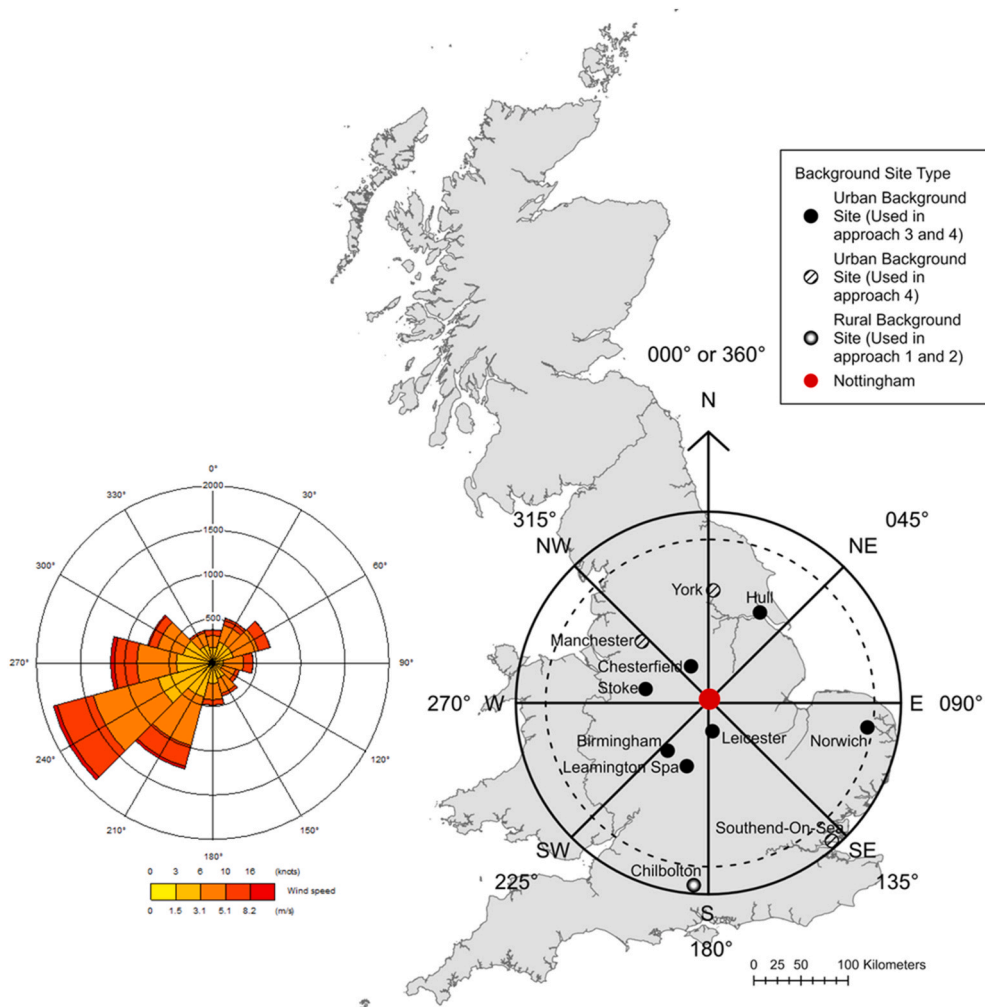 Background Site Type
Urban Background
Site (Used in
approach 3 and 4)
Urban Background
Site (Used in
approach 4)
Rural Background
Site (Used in
approach 1 and 2)
Nottingham
000° or 360°
N
315°
045°
NW
NE
York
Hull
Manchester
Chesterfield
Stoke
270° W
E 090°
Birmingham
Leicester
Norwich
Leamington Spa
Southend-On-Sea
SW
SE
Chilbolton
225°
135°
S
180°
0 25 50 100 Kilometers
0°
2000
330°
30°
1500
300°
60°
1000
500
270°
90°
240°
120°
210°
150°
180°
0 3 6 10 16 (knots)
Wind speed
0 1.5 3.1 5.1 8.2 (m/s)